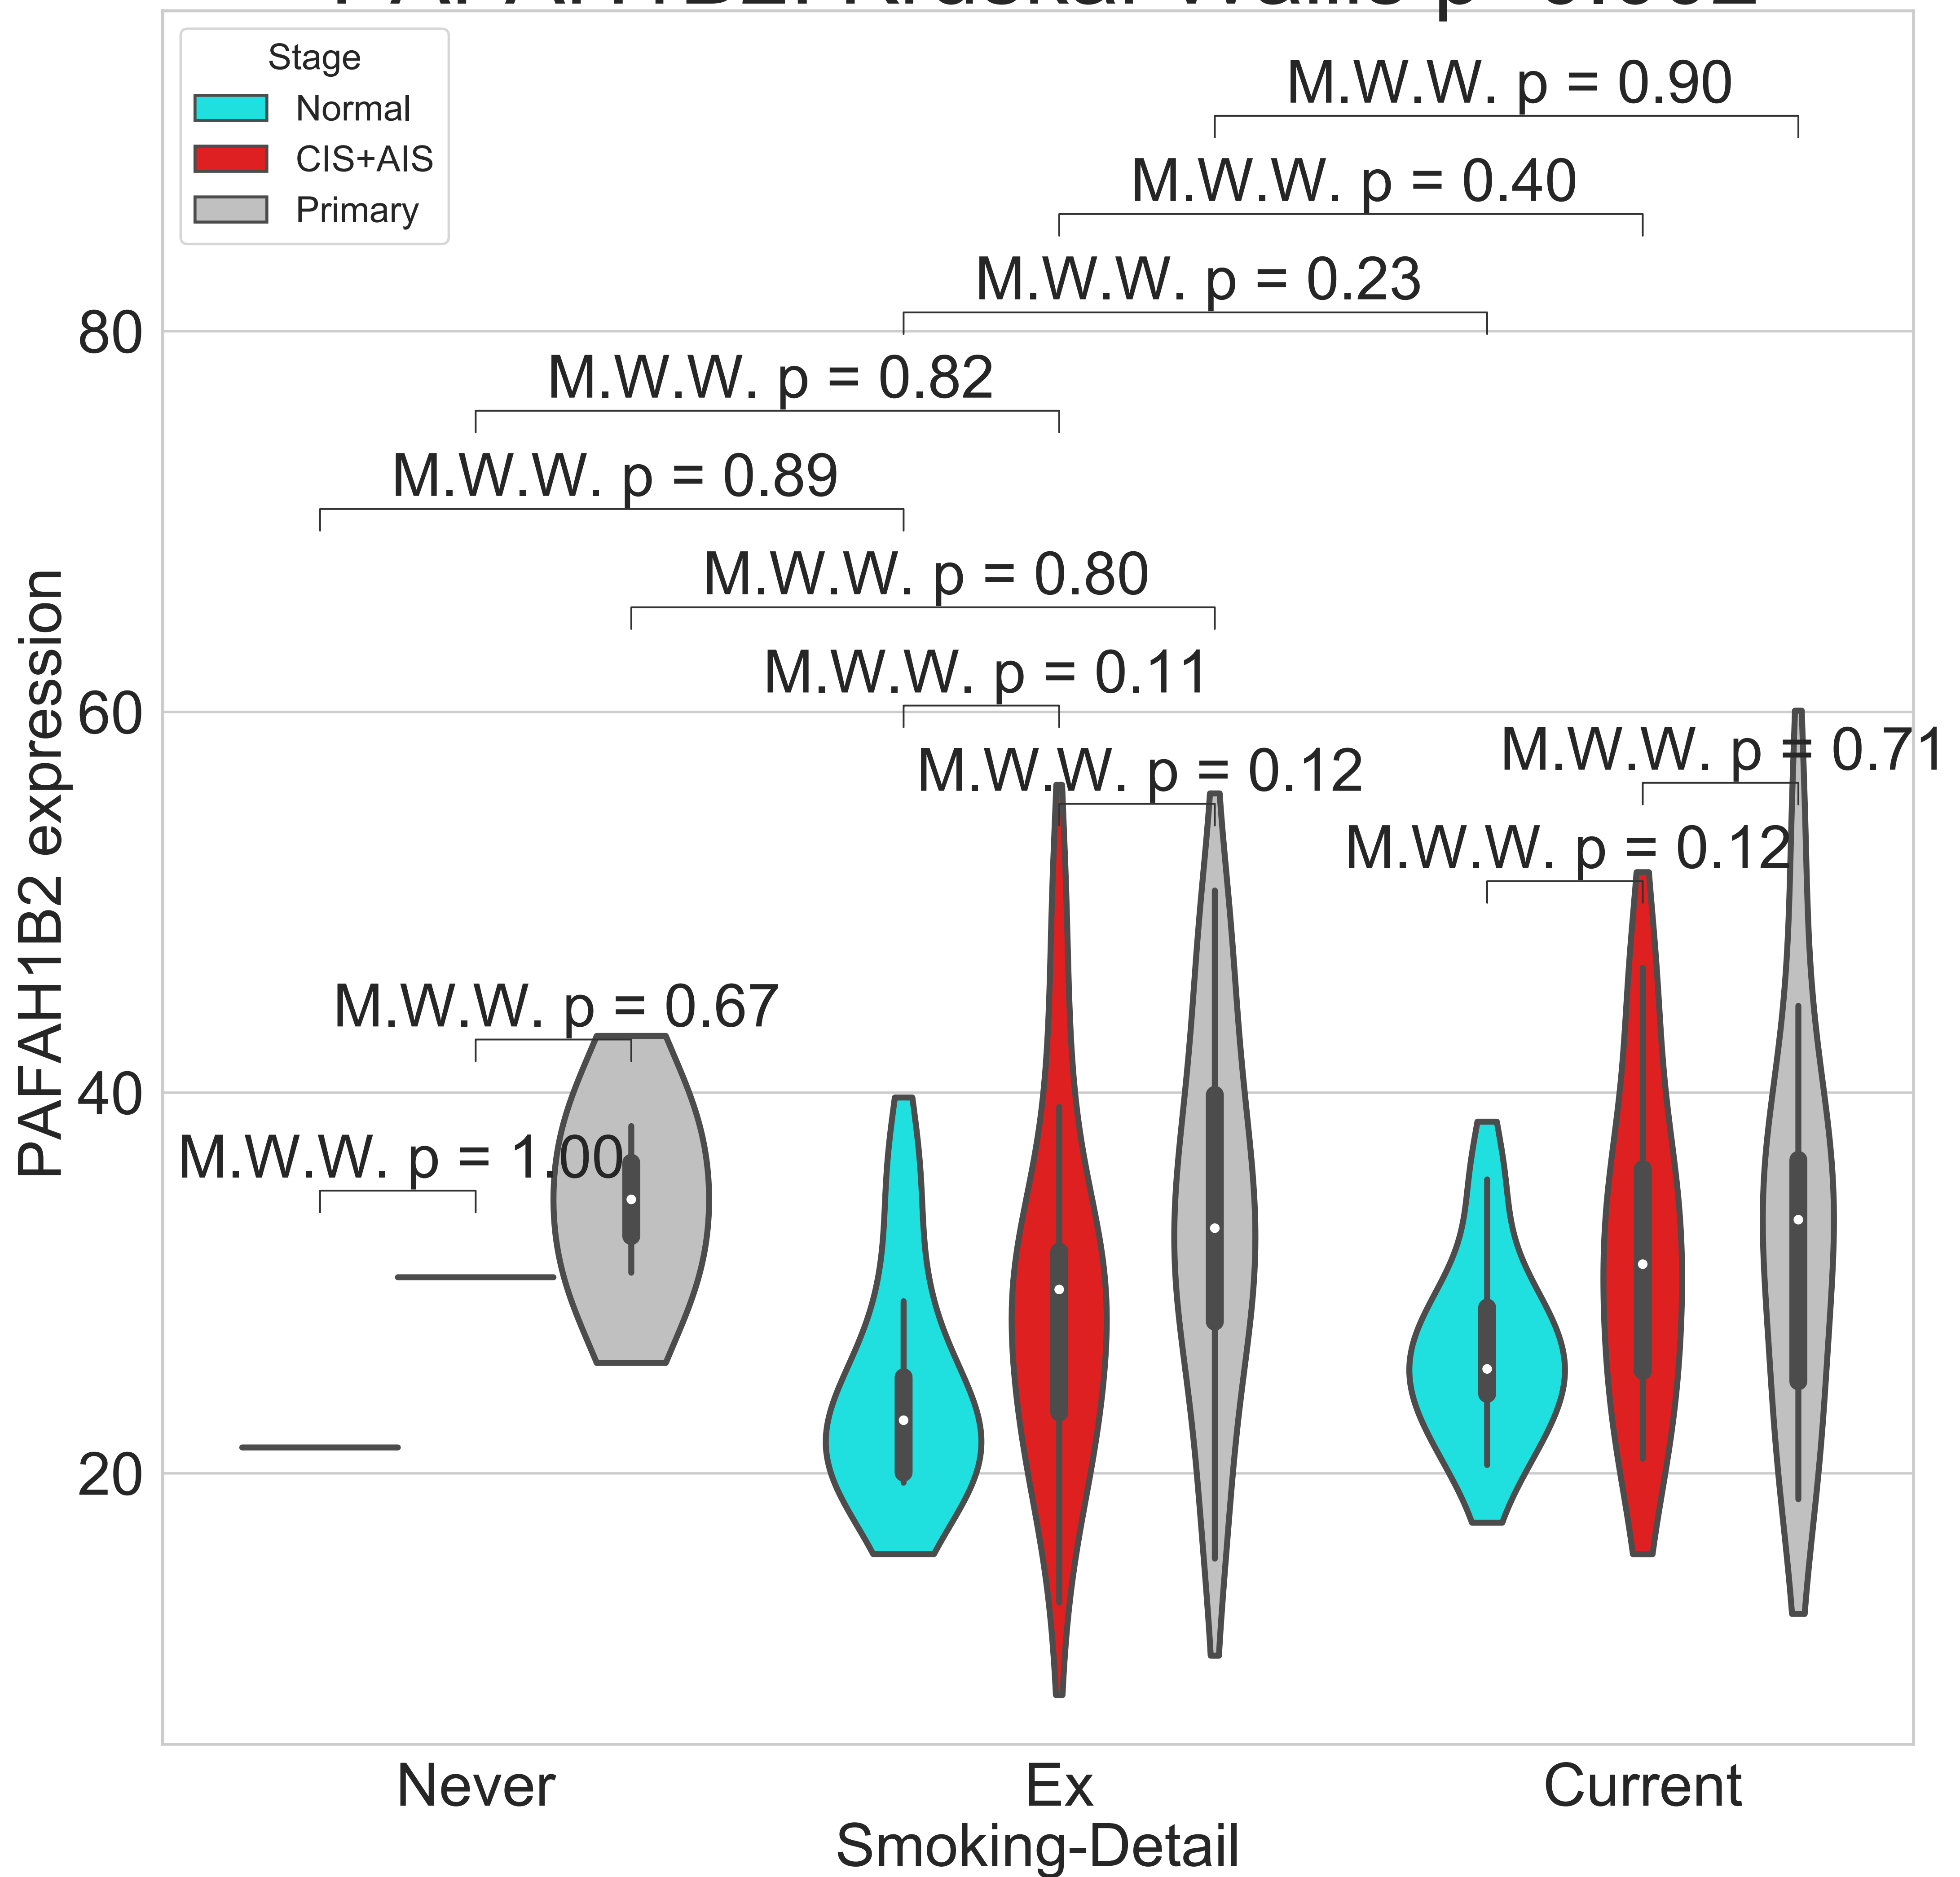 Stage
Normal
CIS+AIS
Primary
M.W.W. p = 0.90
M.W.W. p = 0.40
M.W.W. p = 0.23
M.W.W. p = 0.82
M.W.W. p = 0.89
M.W.W. p = 0.80
M.W.W. p = 0.11
M.W.W. p = 0.12
M.W.W. p = 0.71
M.W.W. p = 0.12
M.W.W. p = 0.67
M.W.W. p = 1.00
80
60
40
20
PAFAH1B2 expression
Never
Ex
Current
Smoking-Detail